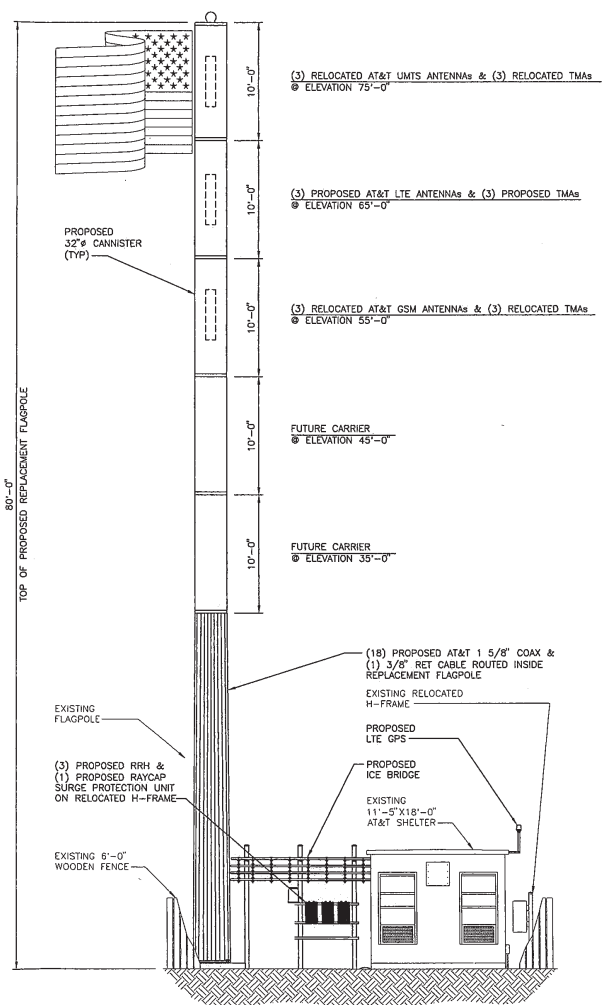 10'-0"
(3) RELOCATED AT&T UMTS ANTENNAs & (3) RELOCATED TMAs
@ ELEVATION 75'-0"
10'-0"
(3) PROPOSED AT&T LTE ANTENNAs & (3) PROPOSED TMAs
@ ELEVATION 65'-0"
PROPOSED
32"ø CANNISTER
(TYP)
10'-0"
(3) RELOCATED AT&T GSM ANTENNAs & (3) RELOCATED TMAs
@ ELEVATION 55'-0"
80'-0"
TOP OF PROPOSED REPLACEMENT FLAGPOLE
10'-0"
FUTURE CARRIER
@ ELEVATION 45'-0"
10'-0"
FUTURE CARRIER
@ ELEVATION 35'-0"
(18) PROPOSED AT&T 1 5/8" COAX &
(1) 3/8" RET CABLE ROUTED INSIDE
REPLACEMENT FLAGPOLE
EXISTING RELOCATED
H-FRAME
EXISTING
FLAGPOLE
PROPOSED
LTE GPS
(3) PROPOSED RRH &
(1) PROPOSED RAYCAP
SURGE PROTECTION UNIT
ON RELOCATED H-FRAME
PROPOSED
ICE BRIDGE
EXISTING
11'-5"X18'-0"
AT&T SHELTER
EXISTING 6'-0"
WOODEN FENCE